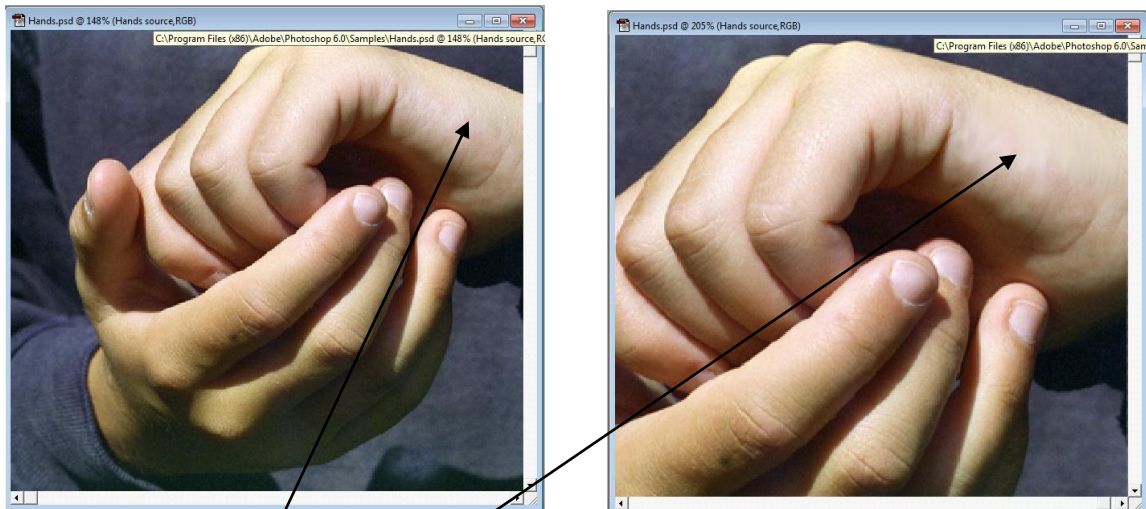 Hands.psd @ 148% (Hands source,RGB)
C:\Program Files (x86)\Adobe\Photoshop 6.0\Samples\Hands.psd @ 148% (Hands source,RG
Hands.psd @ 205% (Hands source,RGB)
C:\Program Files (x86)\Adobe\Photoshop 6.0\Sam